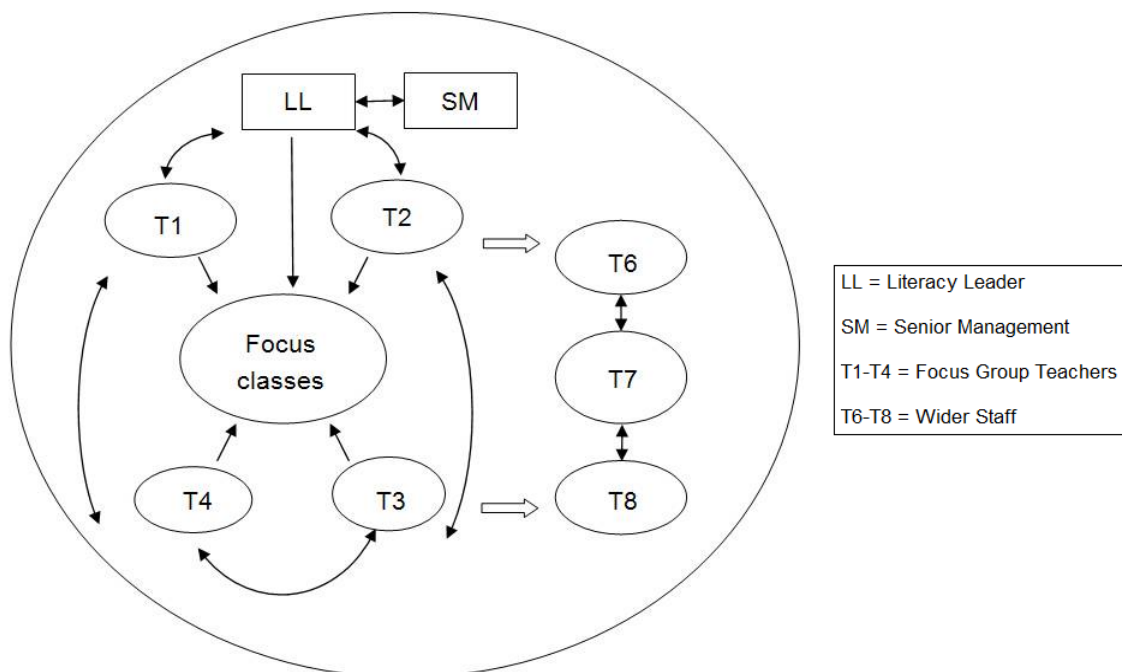 LL
SM
T1
T2
T6
Focus
classes
T7
T4
T3
T8
LL = Literacy Leader
SM = Senior Management
T1-T4 = Focus Group Teachers
T6-T8 = Wider Staff